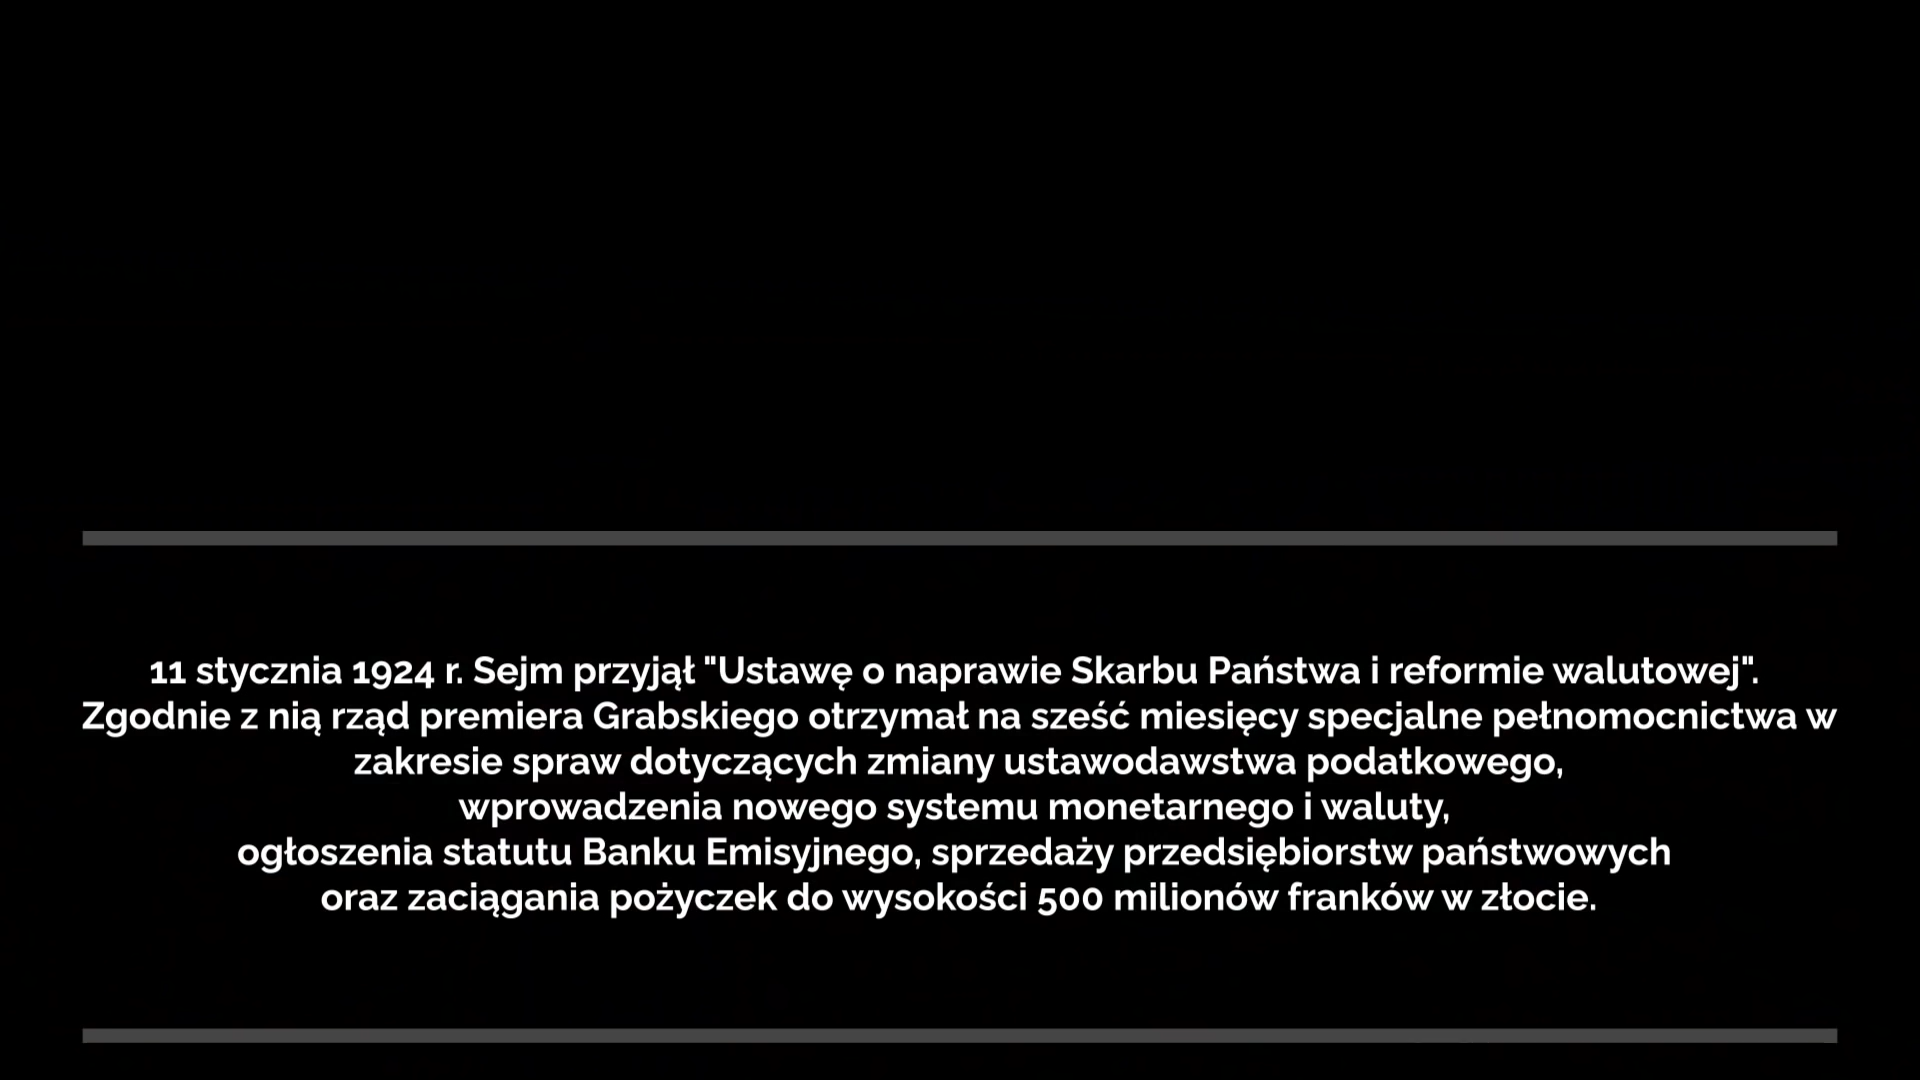 11 stycznia 1924 r. Sejm przyjął "Ustawę o naprawie Skarbu Państwa i reformie walutowej".
Zgodnie z nią rząd premiera Grabskiego otrzymał na sześć miesięcy specjalne pełnomocnictwa w
zakresie spraw dotyczących zmiany ustawodawstwa podatkowego,
wprowadzenia nowego systemu monetarnego i waluty,
ogłoszenia statutu Banku Emisyjnego, sprzedaży przedsiębiorstw państwowych
oraz zaciągania pożyczek do wysokości 500 milionów franków w złocie.